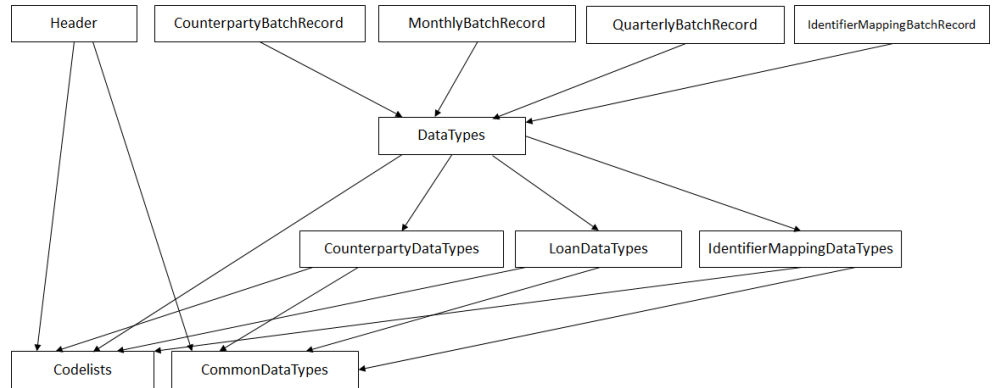 Header
CounterpartyBatchRecord
MonthlyBatchRecord
QuarterlyBatchRecord
IdentifierMappingBatchRecord
DataTypes
CounterpartyDataTypes
LoanDataTypes
IdentifierMappingDataTypes
Codelists
CommonDataTypes